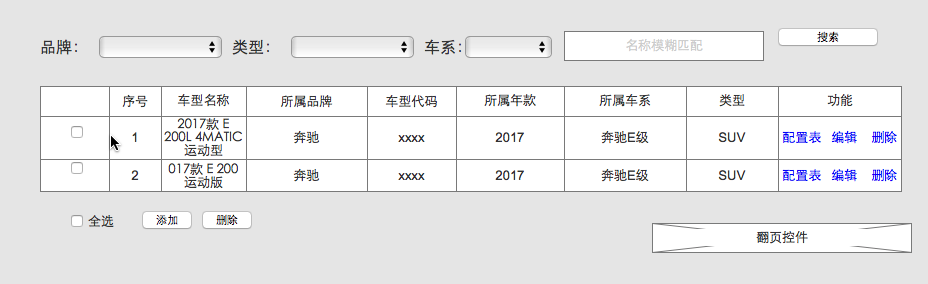 品牌： 类型： 车系： 名称模糊匹配 搜索
序号 车型名称 所属品牌 车型代码 所属年款 所属车系 类型 功能
1 2017款 E 200L 4MATIC 运动型 奔驰 xxxx 2017 奔驰E级 SUV 配置表 编辑 删除
2 017款 E 200 运动版 奔驰 xxxx 2017 奔驰E级 SUV 配置表 编辑 删除
全选 添加 删除
翻页控件